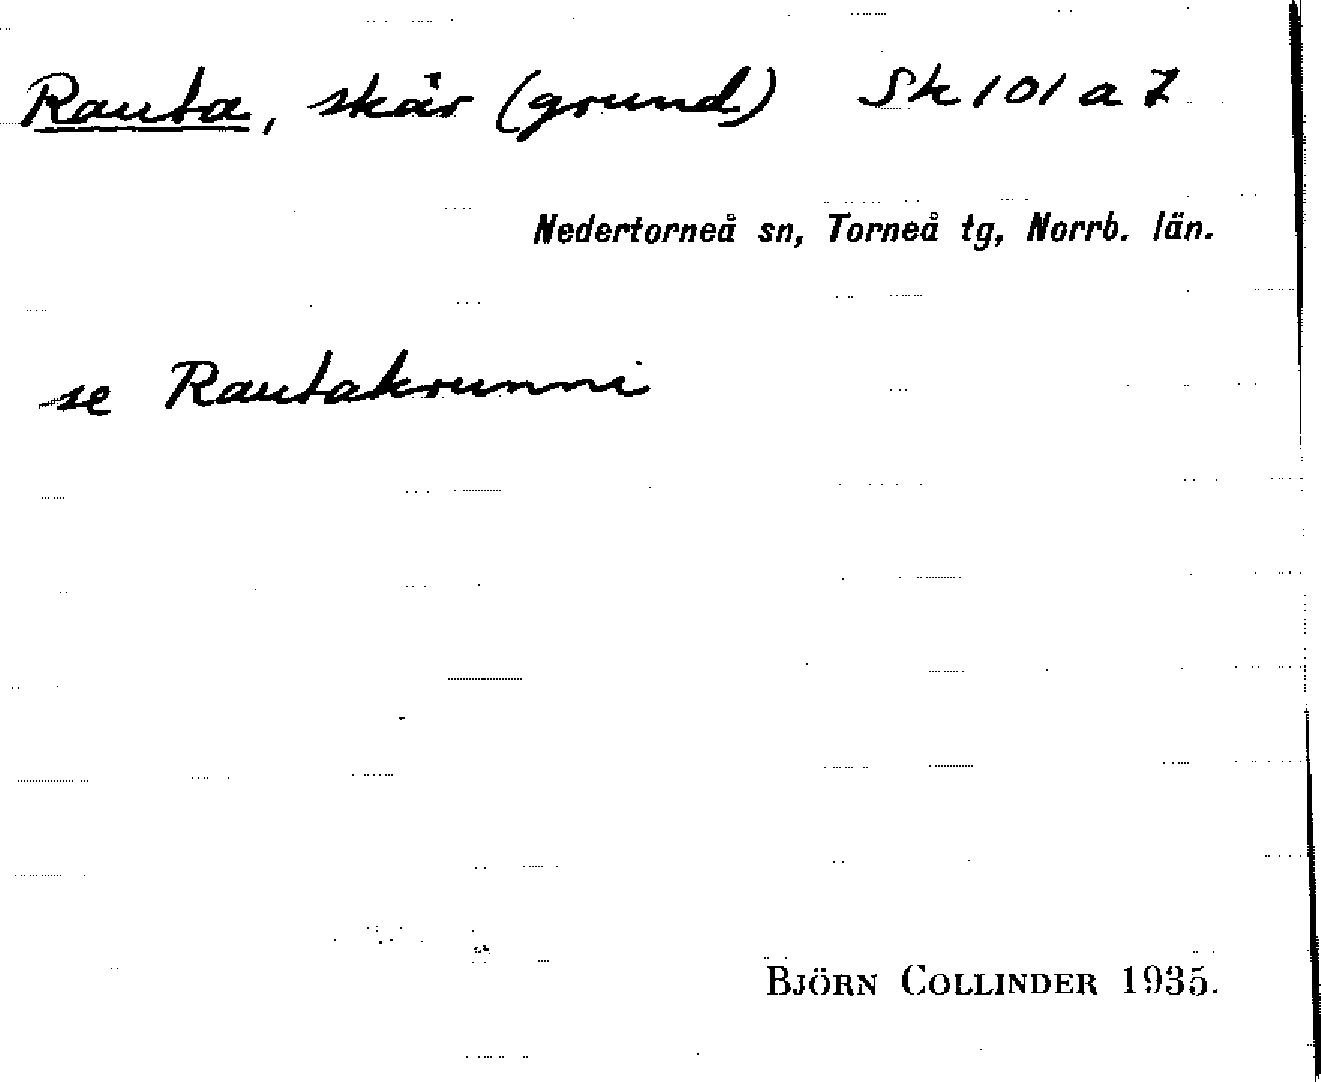 Rauta, skär (grund) Sk 101 a 7
Nedertorneå sn, Torneå tg, Norrb. län.
se Rautakrunni
BJÖRN COLLINDER 1935.